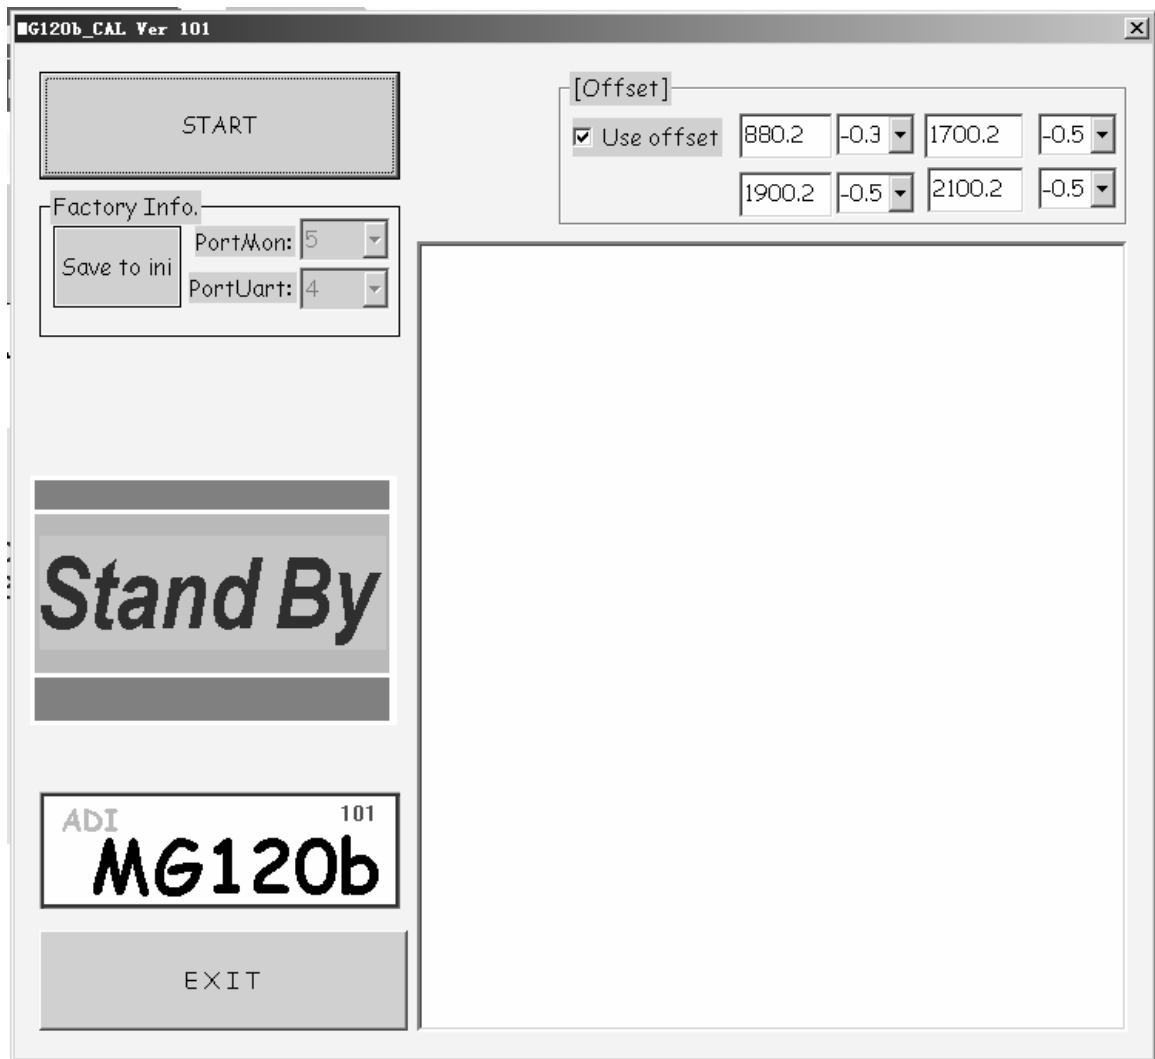 MG120b_CAL Ver 101
START
[Offset]
Use offset 880.2 -0.3 1700.2 -0.5
1900.2 -0.5 2100.2 -0.5
Factory Info.
Save to ini
PortMon: 5
PortUart: 4
Stand By
ADI 101
MG120b
EXIT